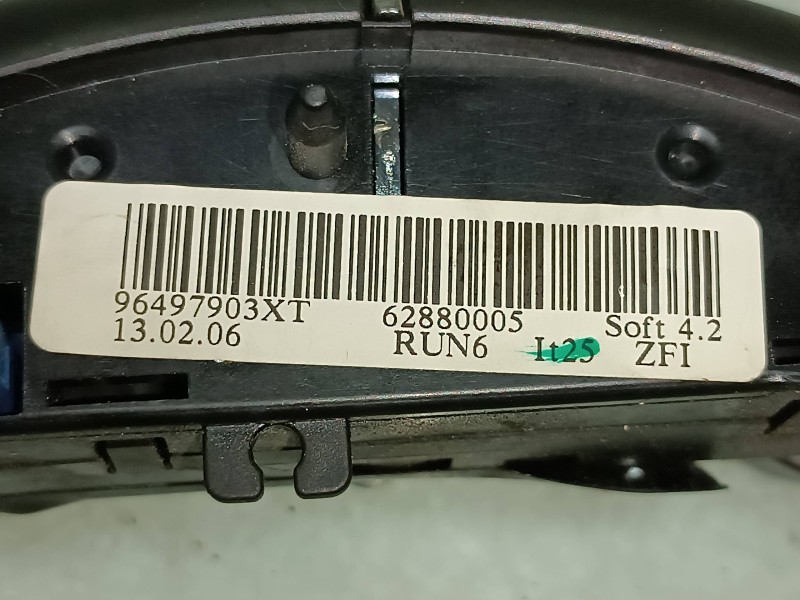 96497903XT 62880005 Soft 4.2
13.02.06 RUN6 It25 ZFI